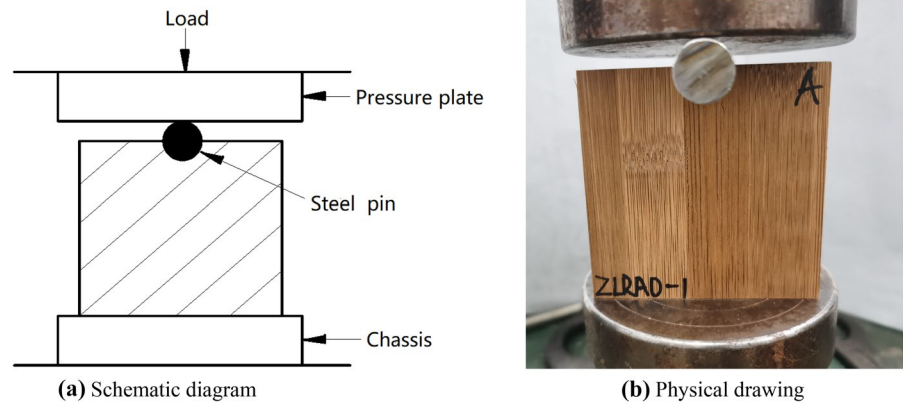 Load
Pressure plate
Steel pin
Chassis
A
ZLRAD-1
(a) Schematic diagram
(b) Physical drawing